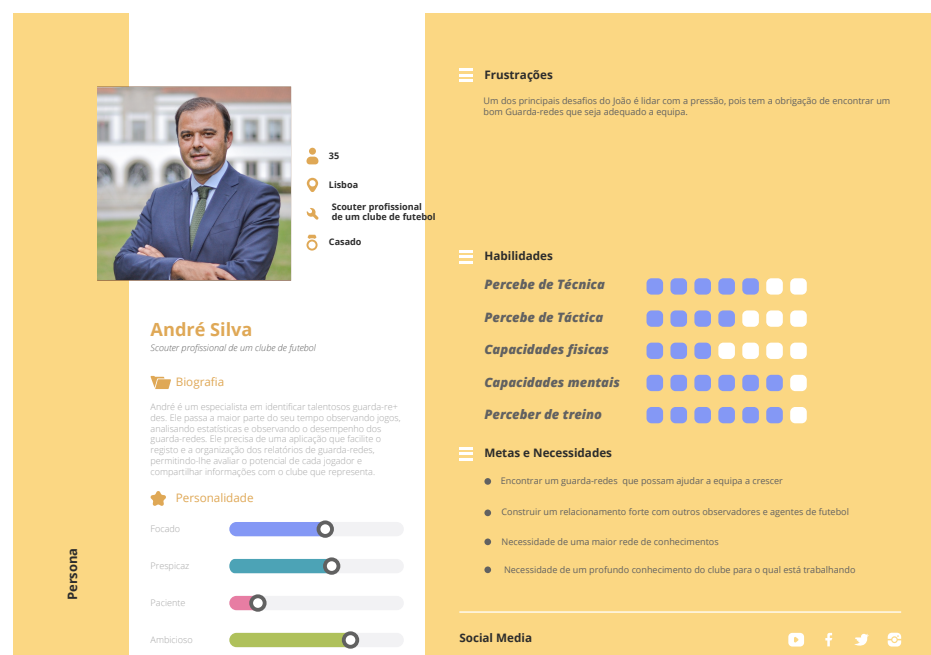 35
Lisboa
Scouter profissional
de um clube de futebol
Casado
André Silva
Scouter profissional de um clube de futebol
Biografia
André é um especialista em identificar talentosos guarda-re+
des. Ele passa a maior parte do seu tempo observando jogos,
analisando estatísticas e observando o desempenho dos
guarda-redes. Ele precisa de uma aplicação que facilite o
registo e a organização dos relatórios de guarda-redes,
permitindo-lhe avaliar o potencial de cada jogador e
compartilhar informações com o clube que representa.
Personalidade
Focado
Prespicaz
Paciente
Ambicioso
Persona
Frustrações
Um dos principais desafios do João é lidar com a pressão, pois tem a obrigação de encontrar um
bom Guarda-redes que seja adequado a equipa.
Habilidades
Percebe de Técnica
Percebe de Táctica
Capacidades fisicas
Capacidades mentais
Perceber de treino
Metas e Necessidades
Encontrar um guarda-redes que possam ajudar a equipa a crescer
Construir um relacionamento forte com outros observadores e agentes de futebol
Necessidade de uma maior rede de conhecimentos
Necessidade de um profundo conhecimento do clube para o qual está trabalhando
Social Media